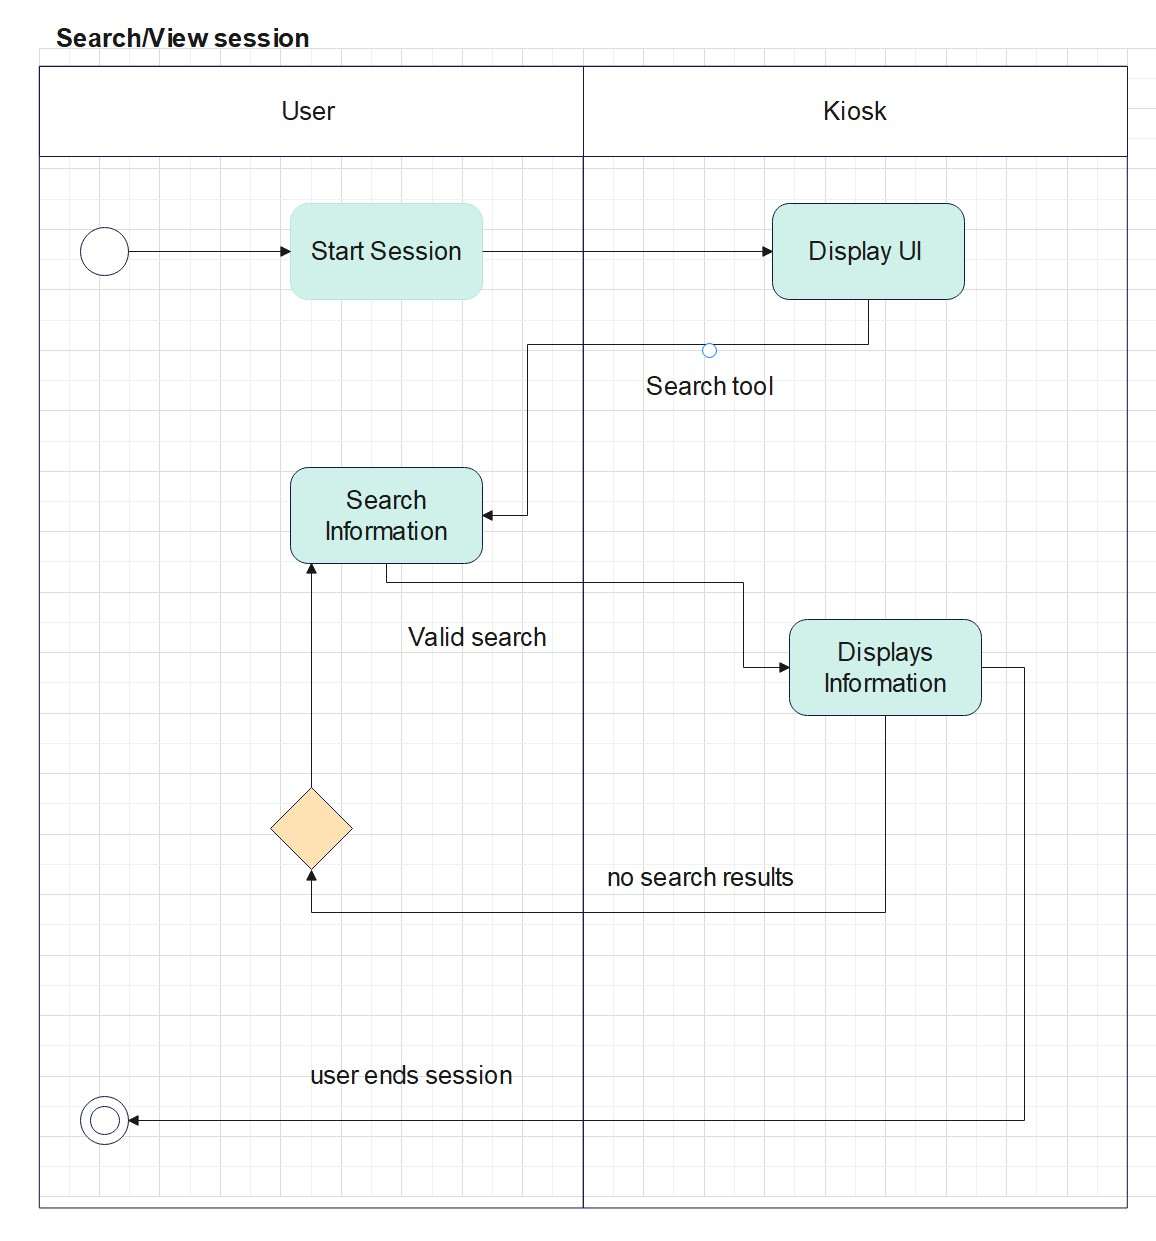 Search/View session
User
Kiosk
Start Session
Display UI
Search tool
Search
Information
Valid search
Displays
Information
no search results
user ends session